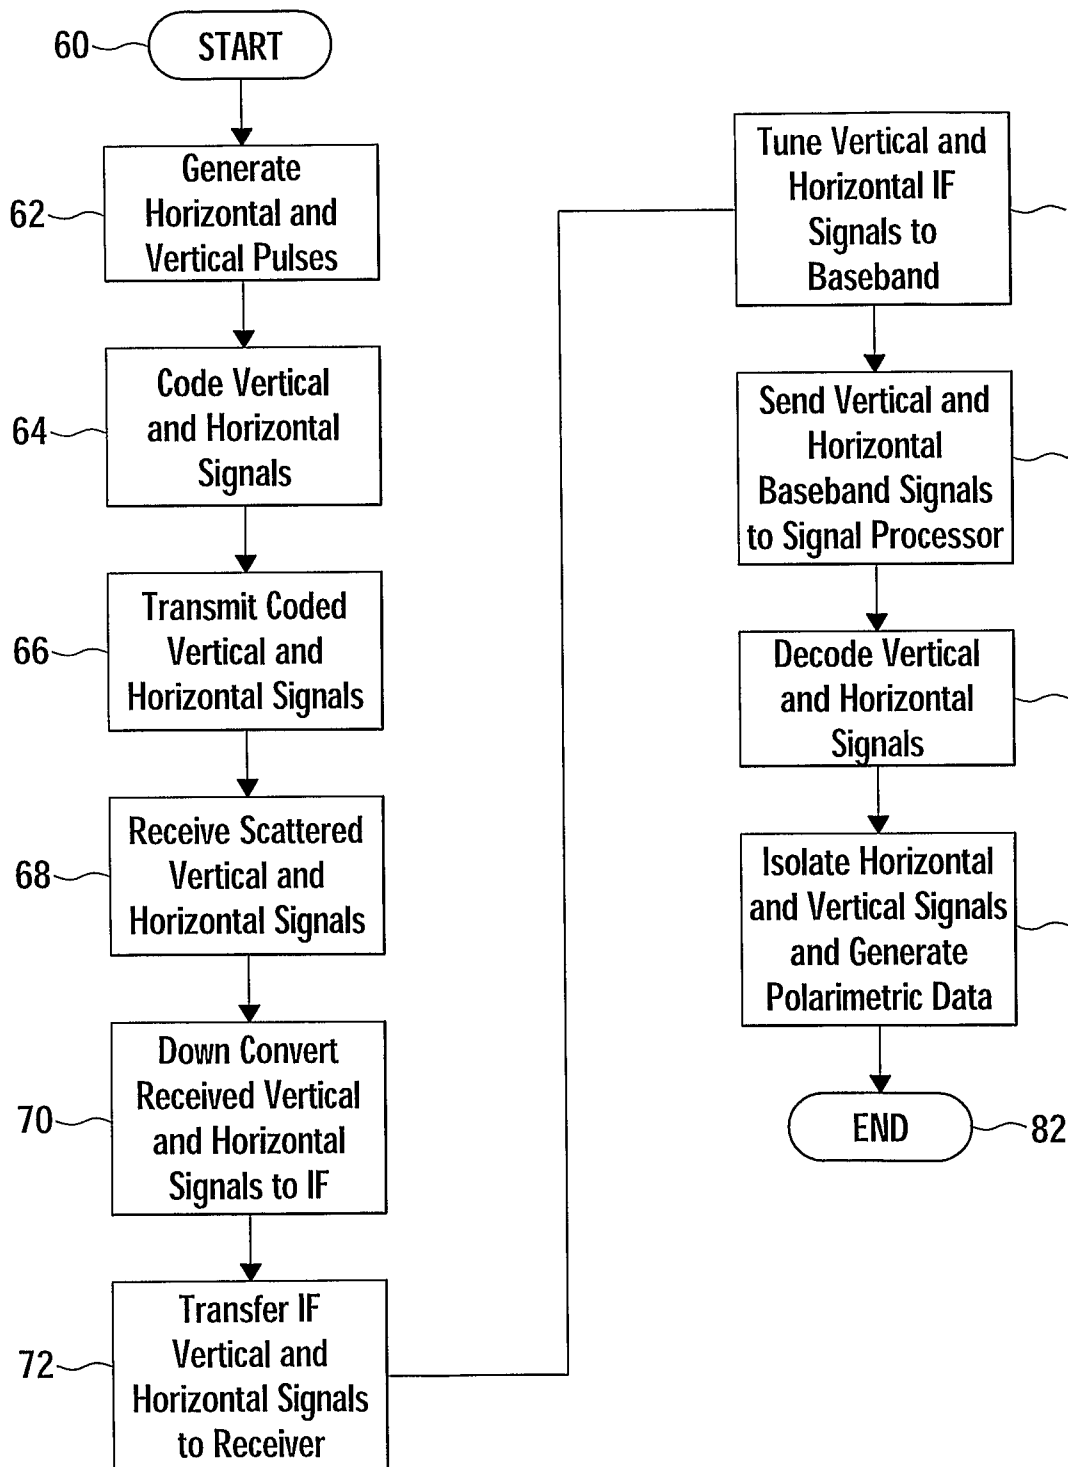 60
START
62
Generate
Horizontal and
Vertical Pulses
64
Code Vertical
and Horizontal
Signals
66
Transmit Coded
Vertical and
Horizontal Signals
68
Receive Scattered
Vertical and
Horizontal Signals
70
Down Convert
Received Vertical
and Horizontal
Signals to IF
72
Transfer IF
Vertical and
Horizontal Signals
to Receiver
Tune Vertical and
Horizontal IF
Signals to
Baseband
Send Vertical and
Horizontal
Baseband Signals
to Signal Processor
Decode Vertical
and Horizontal
Signals
Isolate Horizontal
and Vertical Signals
and Generate
Polarimetric Data
END
82